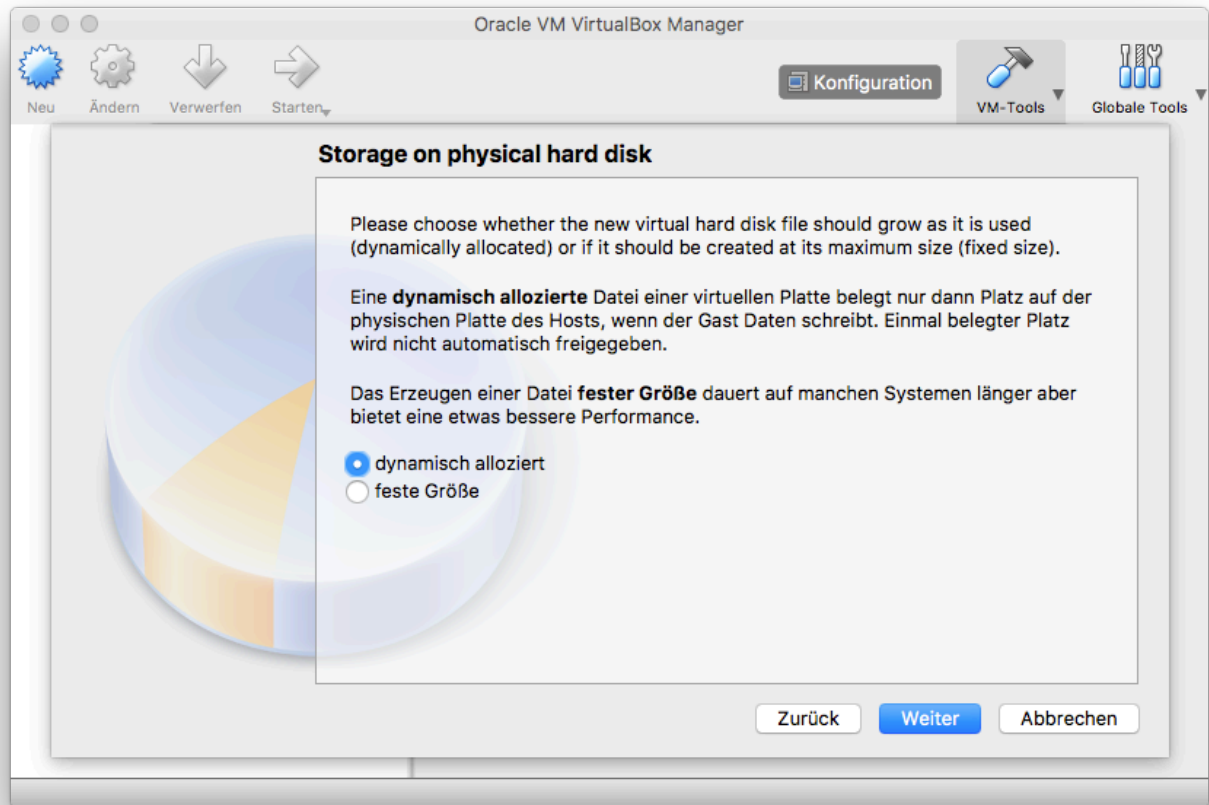 Oracle VM VirtualBox Manager
Neu
Ändern
Verwerfen
Starten
Konfiguration
VM-Tools
Globale Tools
Storage on physical hard disk
Please choose whether the new virtual hard disk file should grow as it is used
(dynamically allocated) or if it should be created at its maximum size (fixed size).
Eine dynamisch allozierte Datei einer virtuellen Platte belegt nur dann Platz auf der
physischen Platte des Hosts, wenn der Gast Daten schreibt. Einmal belegter Platz
wird nicht automatisch freigegeben.
Das Erzeugen einer Datei fester Größe dauert auf manchen Systemen länger aber
bietet eine etwas bessere Performance.
dynamisch alloziert
feste Größe
Zurück
Weiter
Abbrechen